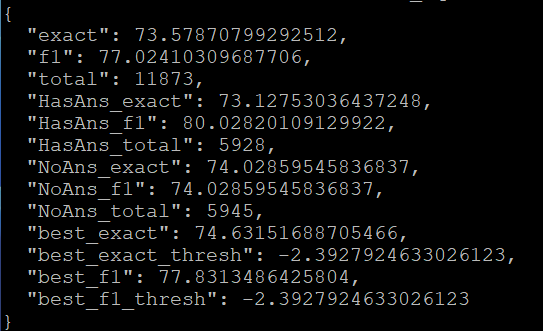 {
"exact": 73.57870799292512,
"f1": 77.02410309687706,
"total": 11873,
"HasAns_exact": 73.12753036437248,
"HasAns_f1": 80.02820109129922,
"HasAns_total": 5928,
"NoAns_exact": 74.02859545836837,
"NoAns_f1": 74.02859545836837,
"NoAns_total": 5945,
"best_exact": 74.63151688705466,
"best_exact_thresh": -2.3927924633026123,
"best_f1": 77.8313486425804,
"best_f1_thresh": -2.3927924633026123
}